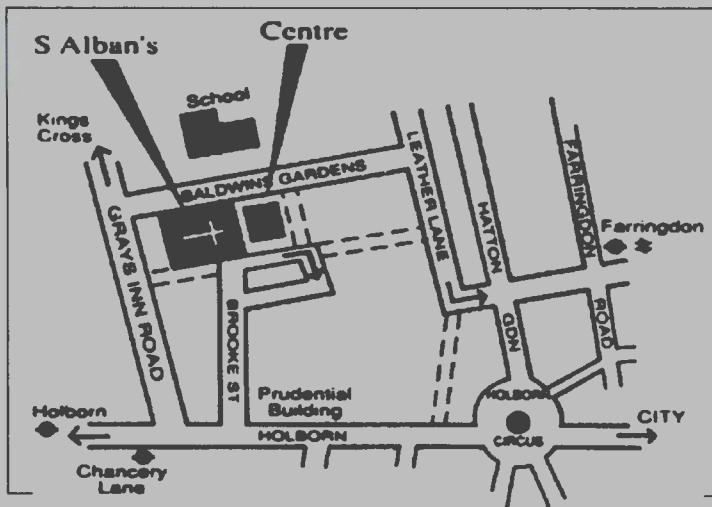 S Alban's
Centre
School
Kings
Cross
BALDWINS GARDENS
LEATHER LANE
HATTON
GDN
FARRINGDON
ROAD
Farringdon
GRAYS INN ROAD
BROOKE ST
Prudential
Building
HOLBORN
CIRCUS
Holborn
HOLBORN
CITY
Chancery
Lane